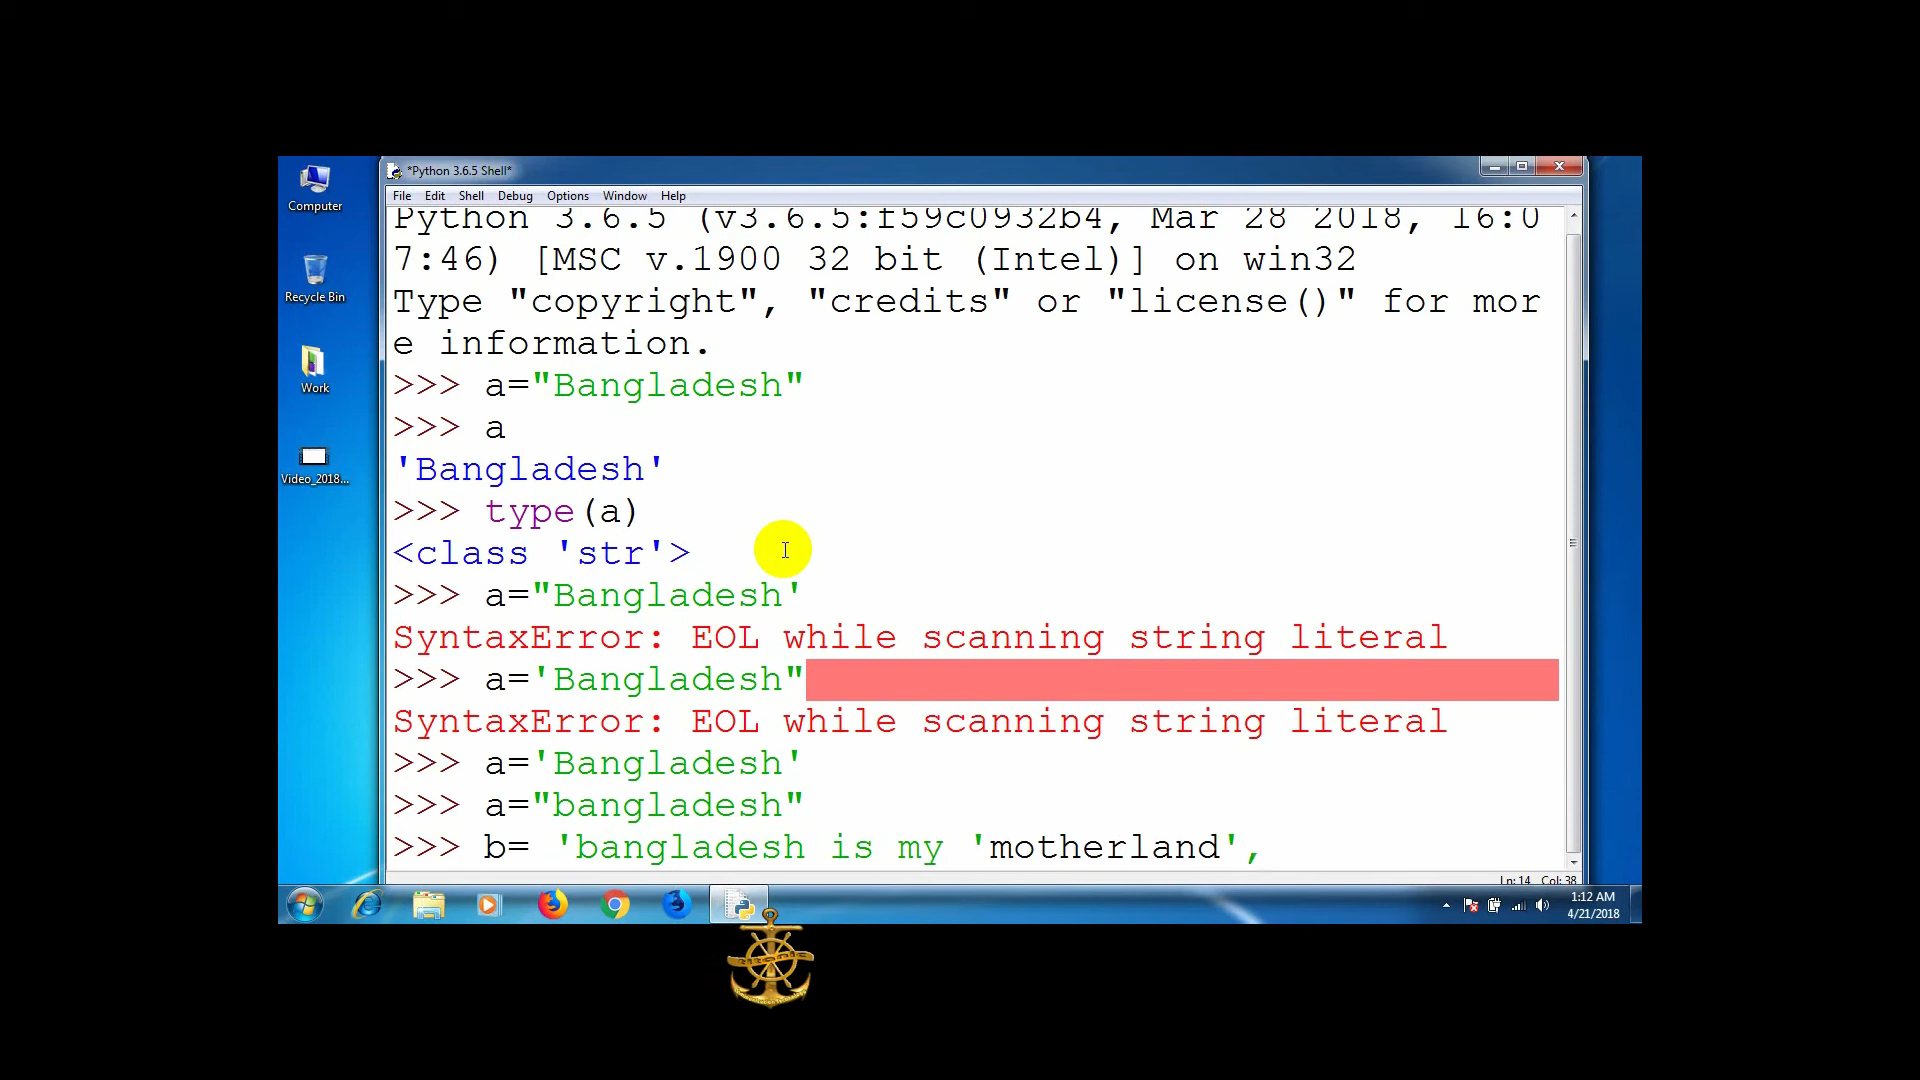 *Python 3.6.5 Shell*
File Edit Shell Debug Options Window Help
Computer
Recycle Bin
Work
Video_2018...
Python 3.6.5 (v3.6.5:f59c0932b4, Mar 28 2018, 16:0
7:46) [MSC v.1900 32 bit (Intel)] on win32
Type "copyright", "credits" or "license()" for mor
e information.
>>> a="Bangladesh"
>>> a
'Bangladesh'
>>> type(a)
<class 'str'>
>>> a="Bangladesh'
SyntaxError: EOL while scanning string literal
>>> a='Bangladesh"
SyntaxError: EOL while scanning string literal
>>> a='Bangladesh'
>>> a="bangladesh"
>>> b= 'bangladesh is my 'motherland',
Ln: 14 Col: 38
1:12 AM
4/21/2018